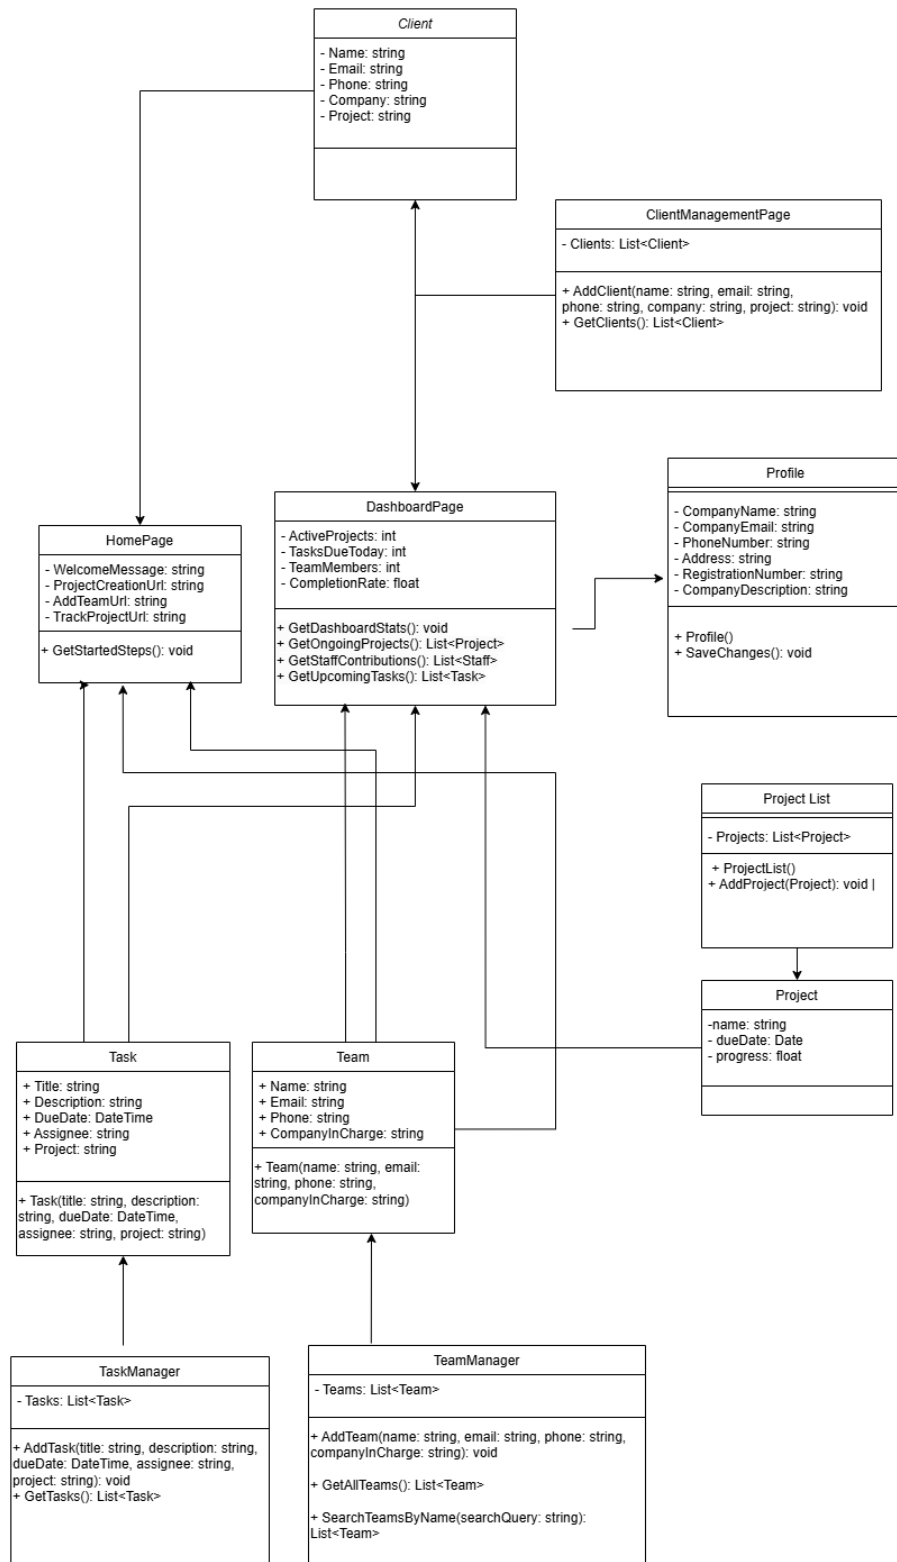 Client
- Name: string
- Email: string
- Phone: string
- Company: string
- Project: string
ClientManagementPage
- Clients: List<Client>
+ AddClient(name: string, email: string,
phone: string, company: string, project: string): void
+ GetClients(): List<Client>
Profile
- CompanyName: string
- CompanyEmail: string
- PhoneNumber: string
- Address: string
- RegistrationNumber: string
- CompanyDescription: string
+ Profile()
+ SaveChanges(): void
DashboardPage
- ActiveProjects: int
- TasksDueToday: int
- TeamMembers: int
- CompletionRate: float
+ GetDashboardStats(): void
+ GetOngoingProjects(): List<Project>
+ GetStaffContributions(): List<Staff>
+ GetUpcomingTasks(): List<Task>
HomePage
- WelcomeMessage: string
- ProjectCreationUrl: string
- AddTeamUrl: string
- TrackProjectUrl: string
+ GetStartedSteps(): void
Project List
- Projects: List<Project>
+ ProjectList()
+ AddProject(Project): void |
Project
-name: string
- dueDate: Date
- progress: float
Task
+ Title: string
+ Description: string
+ DueDate: DateTime
+ Assignee: string
+ Project: string
+ Task(title: string, description:
string, dueDate: DateTime,
assignee: string, project: string)
Team
+ Name: string
+ Email: string
+ Phone: string
+ CompanyInCharge: string
+ Team(name: string, email:
string, phone: string,
companyInCharge: string)
TaskManager
- Tasks: List<Task>
+ AddTask(title: string, description: string,
dueDate: DateTime, assignee: string,
project: string): void
+ GetTasks(): List<Task>
TeamManager
- Teams: List<Team>
+ AddTeam(name: string, email: string, phone: string,
companyInCharge: string): void
+ GetAllTeams(): List<Team>
+ SearchTeamsByName(searchQuery: string):
List<Team>